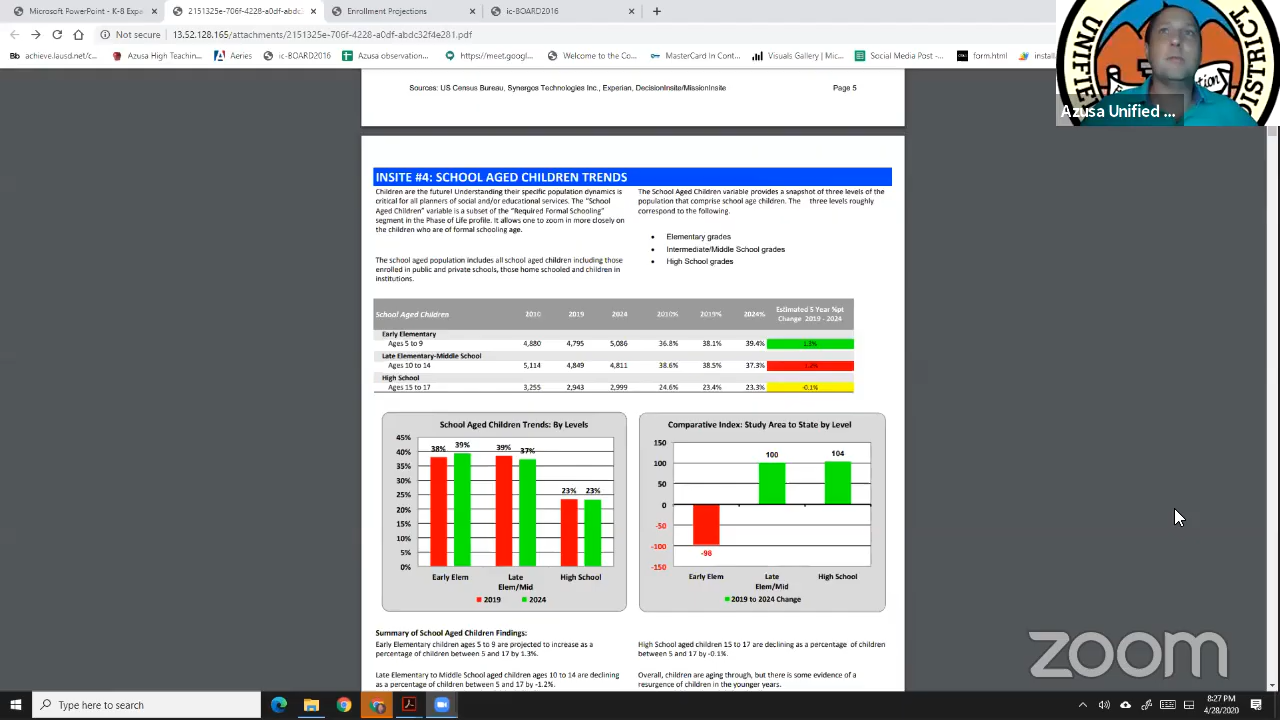 Microsoft PowerPoint - K-8 Expe
2151325e-706f-4228-a0df-abdc32f
Enrollment Projections
ic-BOARD2016
Not secure | 13.52.128.165/attachments/2151325e-706f-4228-a0df-abdc32f4e281.pdf
achieve.lausd.net/c...
Azusa High Teachin...
Aeries
ic-BOARD2016
Azusa observation...
https://meet.googl...
Welcome to the Co...
MasterCard In Cont...
Visuals Gallery | Mic...
Social Media Post -...
form.html
install
UNIFIED
DISTRICT
Azusa Unified ...
Sources: US Census Bureau, Synergos Technologies Inc., Experian, DecisionInsite/MissionInsite
Page 5
INSITE #4: SCHOOL AGED CHILDREN TRENDS
Children are the future! Understanding their specific population dynamics is
critical for all planners of social and/or educational services. The "School
Aged Children" variable is a subset of the "Required Formal Schooling"
segment in the Phase of Life profile. It allows one to zoom in more closely on
the children who are of formal schooling age.
The school aged population includes all school aged children including those
enrolled in public and private schools, those home schooled and children in
institutions.
The School Aged Children variable provides a snapshot of three levels of the
population that comprise school age children. The three levels roughly
correspond to the following.
• Elementary grades
• Intermediate/Middle School grades
• High School grades
School Aged Children 2010 2019 2024 2010% 2019% 2024% Estimated 5 Year %pt Change 2019 - 2024
Early Elementary
Ages 5 to 9 4,880 4,795 5,086 36.8% 38.1% 39.4% 1.3%
Late Elementary-Middle School
Ages 10 to 14 5,114 4,849 4,811 38.6% 38.5% 37.3% -1.2%
High School
Ages 15 to 17 3,255 2,943 2,999 24.6% 23.4% 23.3% -0.1%
School Aged Children Trends: By Levels
45%
40%
35%
30%
25%
20%
15%
10%
5%
0%
38% 39% 39% 37% 23% 23%
Early Elem Late Elem/Mid High School
2019 2024
Comparative Index: Study Area to State by Level
150
100
50
0
-50
-100
-150
-98 100 104
Early Elem Late Elem/Mid High School
2019 to 2024 Change
Summary of School Aged Children Findings:
Early Elementary children ages 5 to 9 are projected to increase as a
percentage of children between 5 and 17 by 1.3%.
Late Elementary to Middle School aged children ages 10 to 14 are declining
as a percentage of children between 5 and 17 by -1.2%.
High School aged children 15 to 17 are declining as a percentage of children
between 5 and 17 by -0.1%.
Overall, children are aging through, but there is some evidence of a
resurgence of children in the younger years.
zoom
Type here to search
8:27 PM
4/28/2020